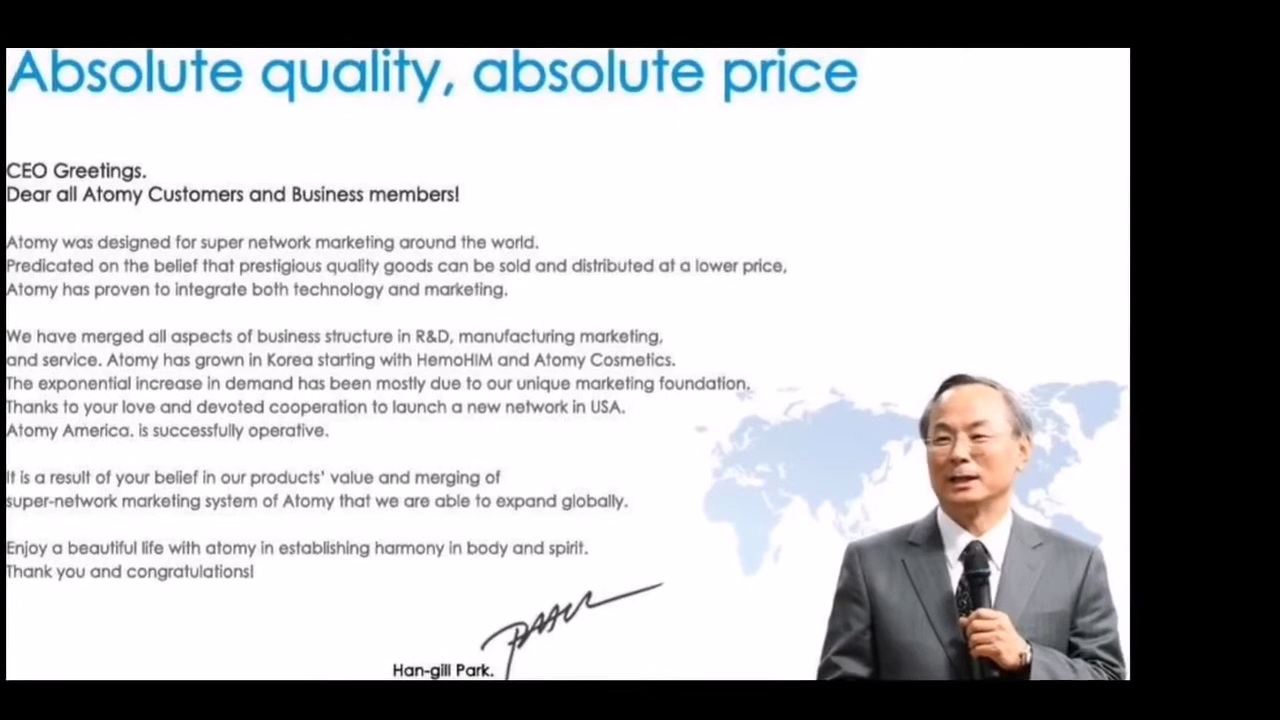 Absolute quality, absolute price
CEO Greetings.
Dear all Atomy Customers and Business members!
Atomy was designed for super network marketing around the world.
Predicated on the belief that prestigious quality goods can be sold and distributed at a lower price,
Atomy has proven to integrate both technology and marketing.
We have merged all aspects of business structure in R&D, manufacturing marketing,
and service. Atomy has grown in Korea starting with HemoHIM and Atomy Cosmetics.
The exponential increase in demand has been mostly due to our unique marketing foundation.
Thanks to your love and devoted cooperation to launch a new network in USA.
Atomy America. is successfully operative.
It is a result of your belief in our products' value and merging of
super-network marketing system of Atomy that we are able to expand globally.
Enjoy a beautiful life with atomy in establishing harmony in body and spirit.
Thank you and congratulations!
Han-gill Park.